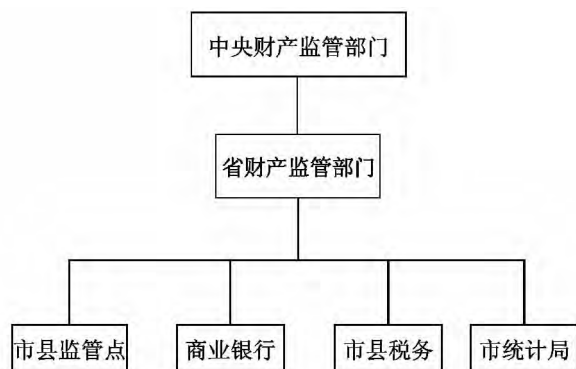 中央财产监管部门
省财产监管部门
市县监管点
商业银行
市县税务
市统计局